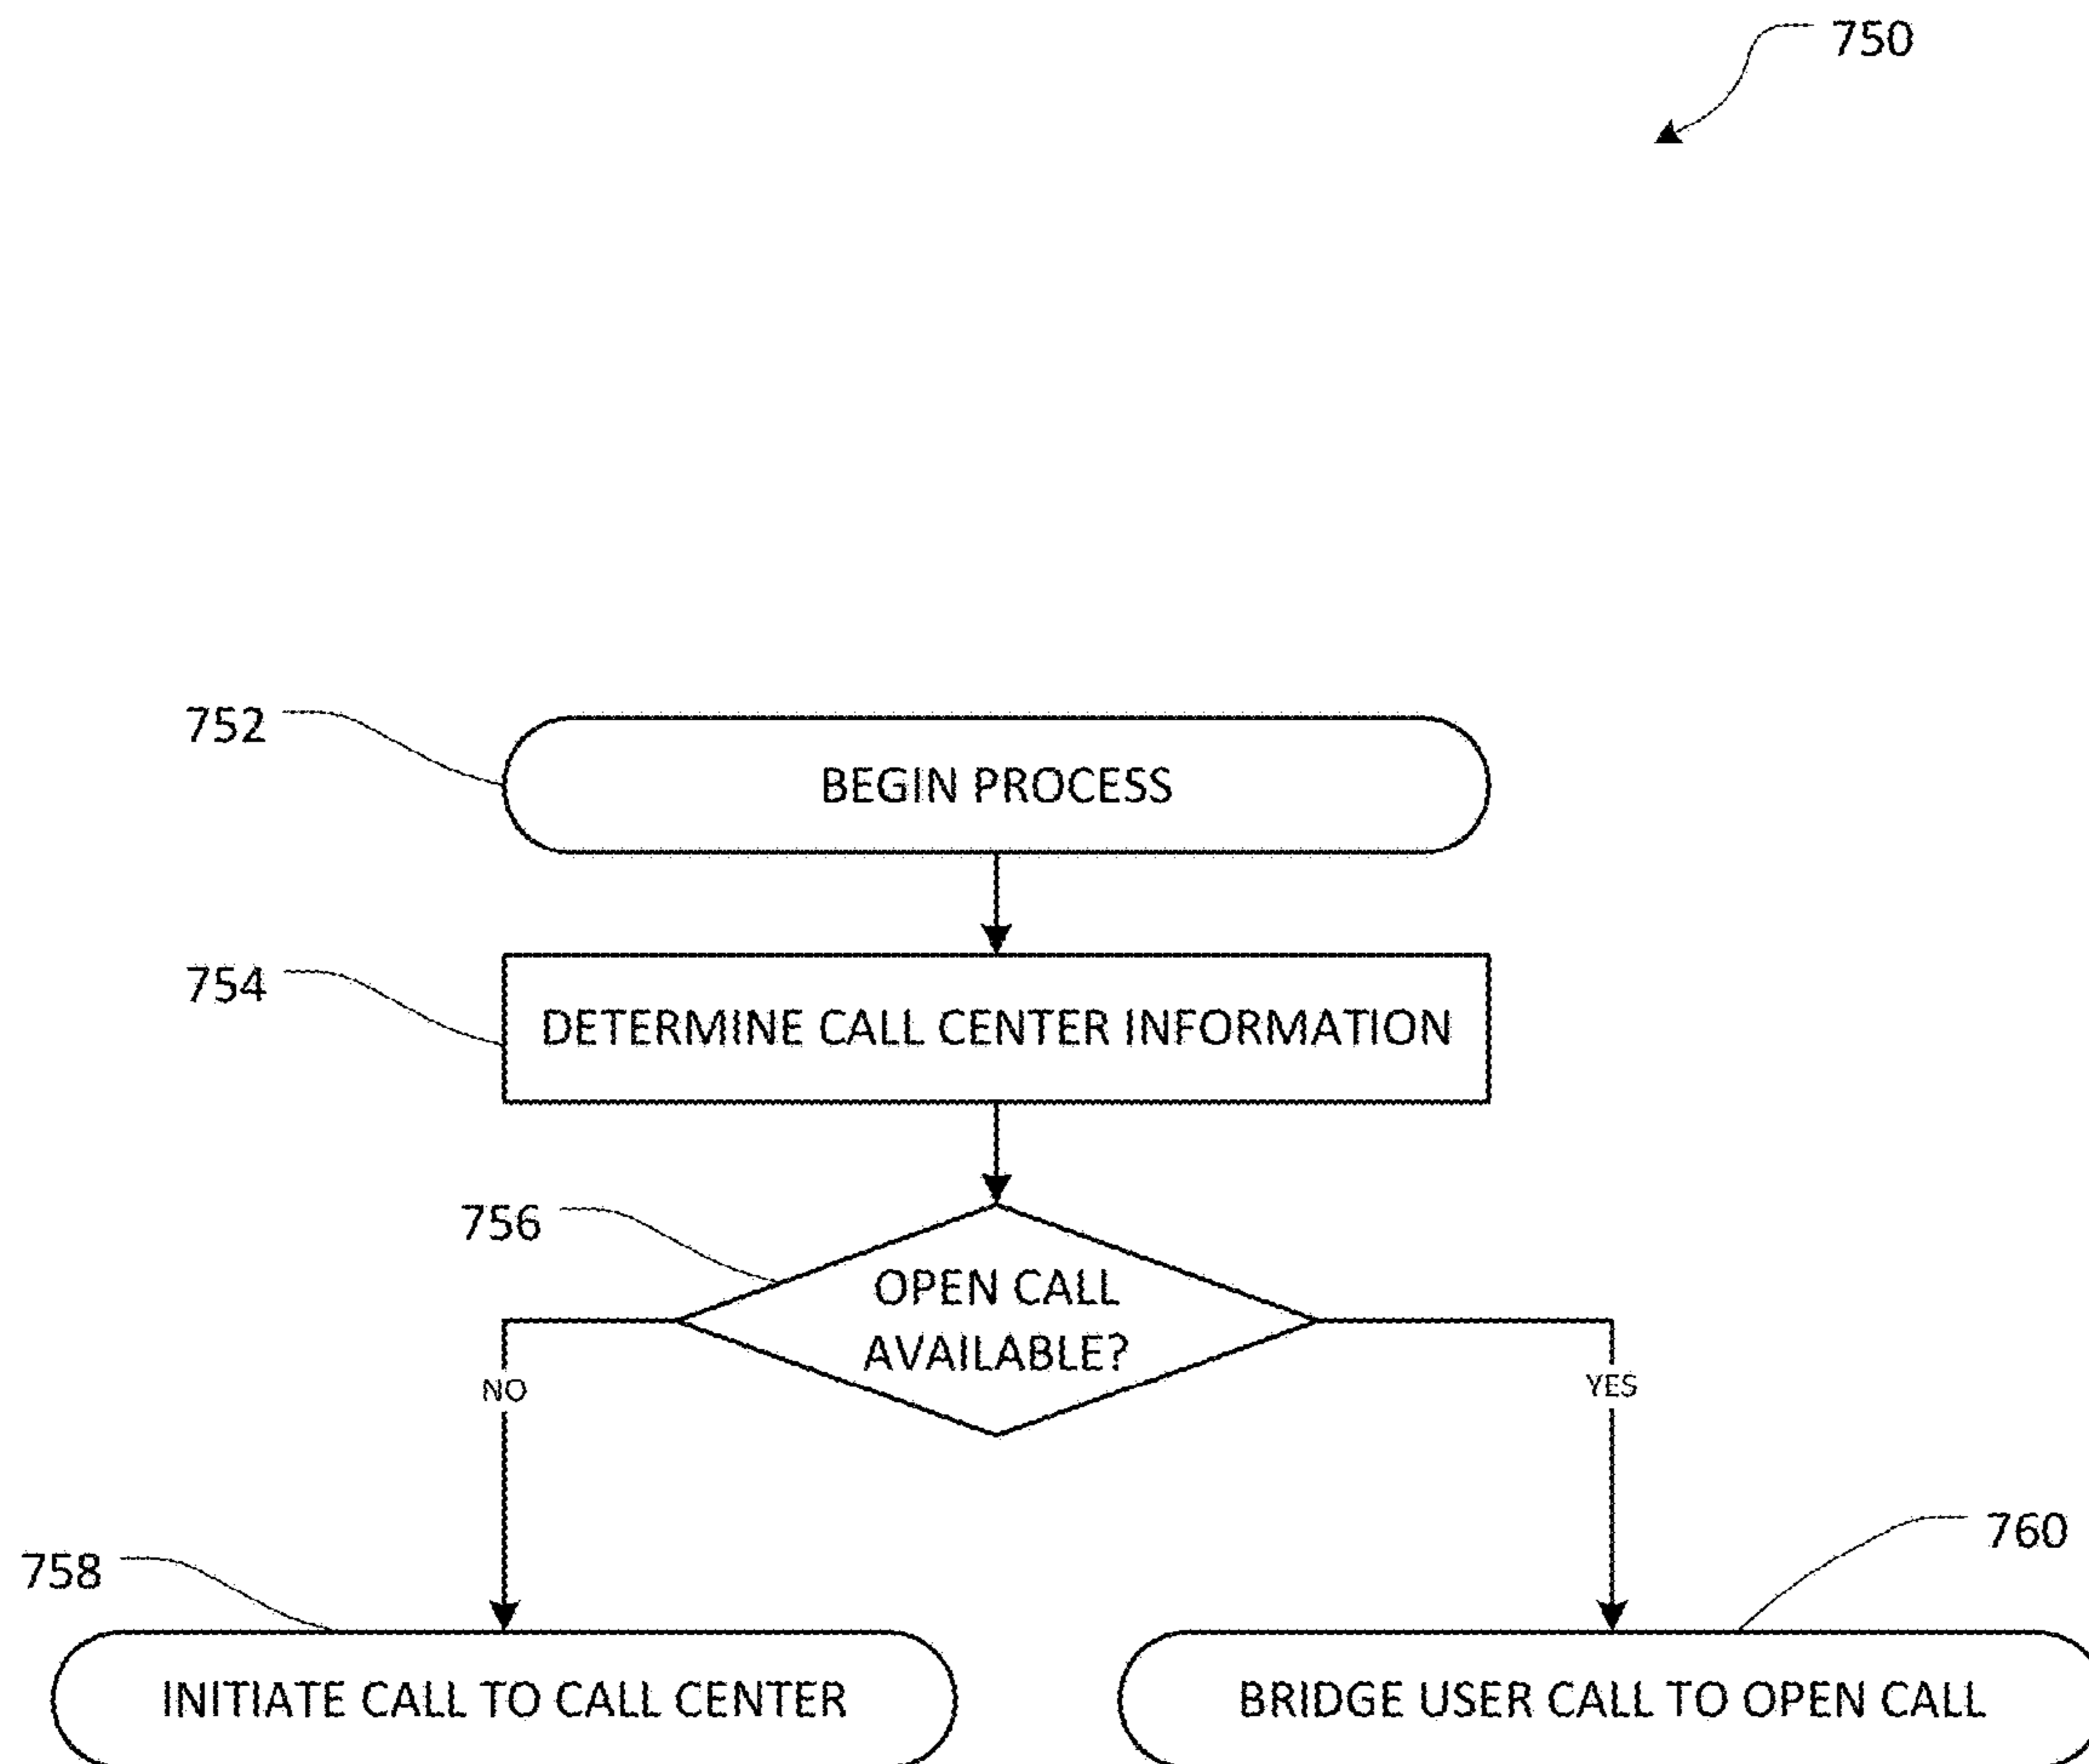 750
752
BEGIN PROCESS
754
DETERMINE CALL CENTER INFORMATION
756
OPEN CALL
AVAILABLE?
NO
YES
758
760
INITIATE CALL TO CALL CENTER
BRIDGE USER CALL TO OPEN CALL